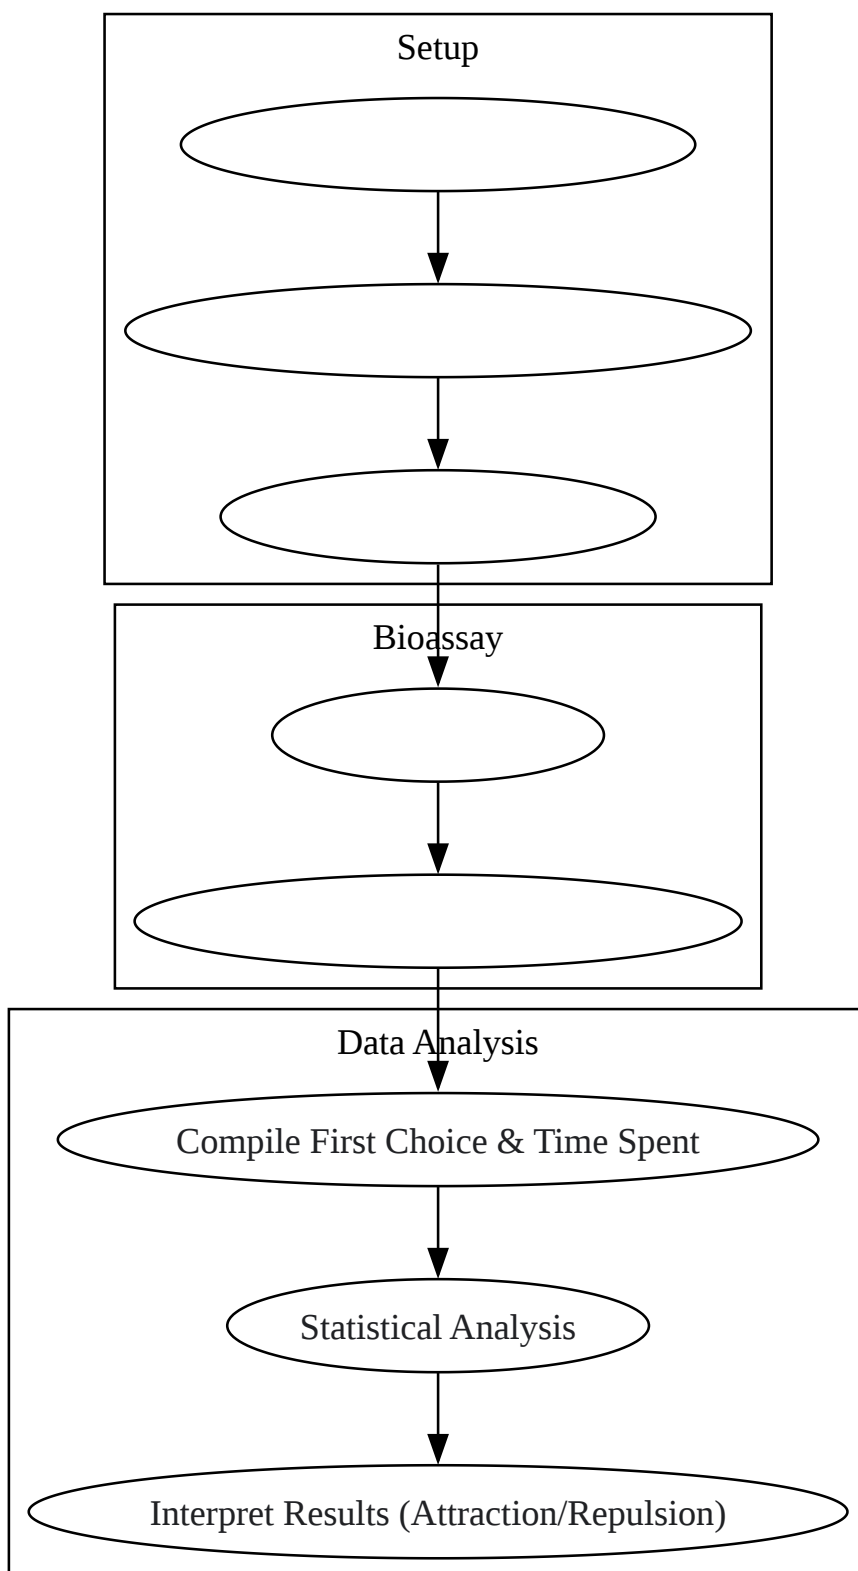 Setup
Bioassay
Data Analysis
Compile First Choice & Time Spent
Statistical Analysis
Interpret Results (Attraction/Repulsion)